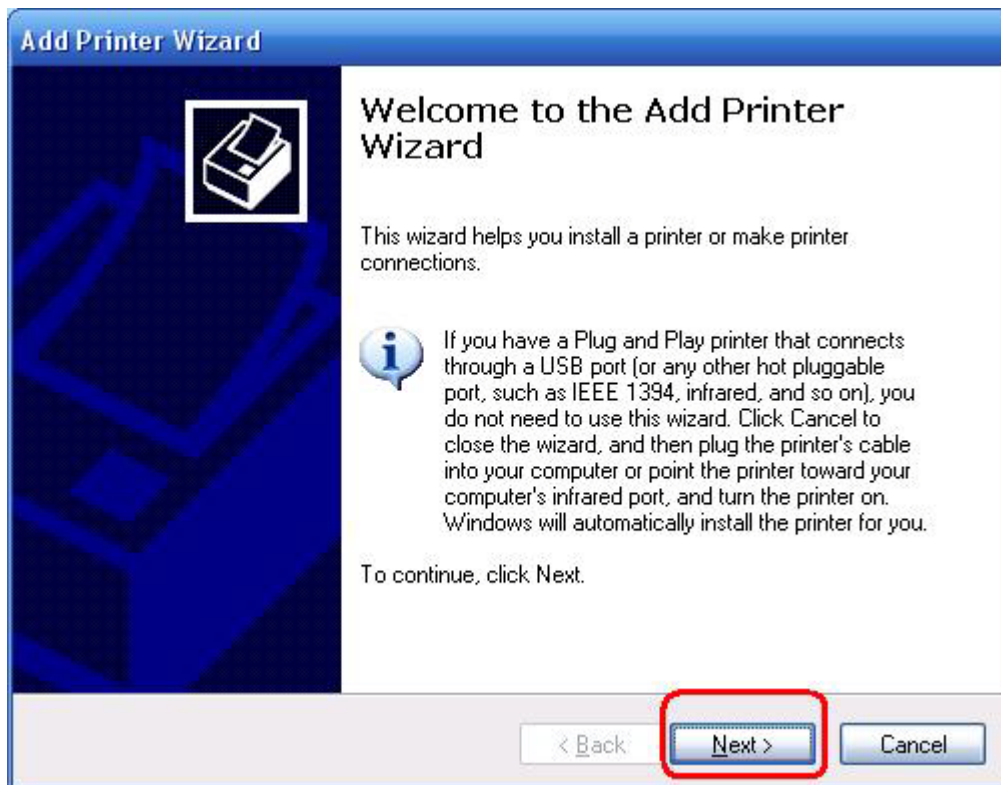 Add Printer Wizard
Welcome to the Add Printer
Wizard
This wizard helps you install a printer or make printer
connections.
If you have a Plug and Play printer that connects
through a USB port (or any other hot pluggable
port, such as IEEE 1394, infrared, and so on), you
do not need to use this wizard. Click Cancel to
close the wizard, and then plug the printer's cable
into your computer or point the printer toward your
computer's infrared port, and turn the printer on.
Windows will automatically install the printer for you.
To continue, click Next.
< Back Next > Cancel